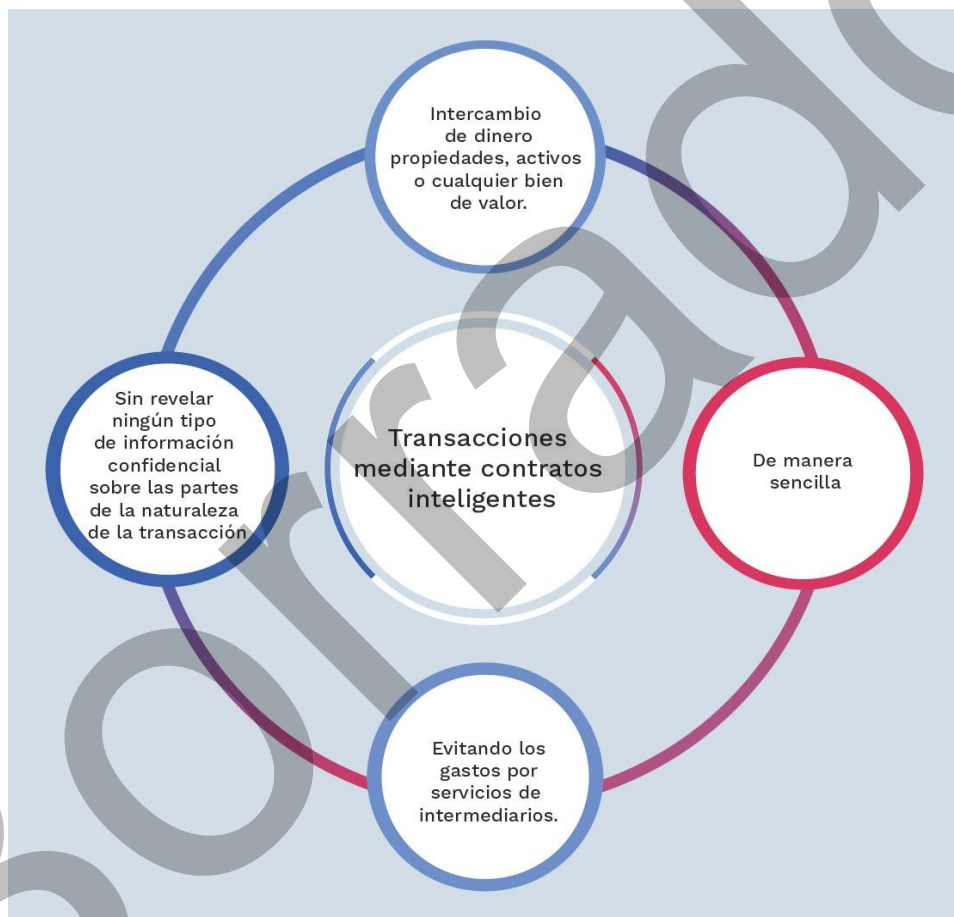 Intercambio
de dinero
propiedades, activos
o cualquier bien
de valor.
Sin revelar
ningún tipo
de información
confidencial
sobre las partes
de la naturaleza
de la transacción
Transacciones
mediante contratos
inteligentes
De manera
sencilla
Evitando los
gastos por
servicios de
intermediarios.